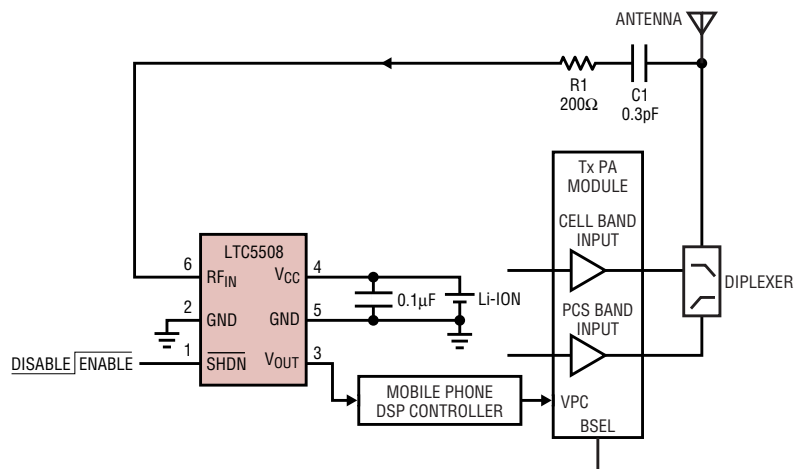 ANTENNA
R1
200Ω
C1
0.3pF
Tx PA
MODULE
CELL BAND
INPUT
DIPLEXER
PCS BAND
INPUT
LTC5508
6
RFIN
VCC
4
0.1µF
Li-ION
2
GND
GND
5
DISABLE ENABLE
1
SHDN
VOUT
3
MOBILE PHONE
DSP CONTROLLER
VPC
BSEL